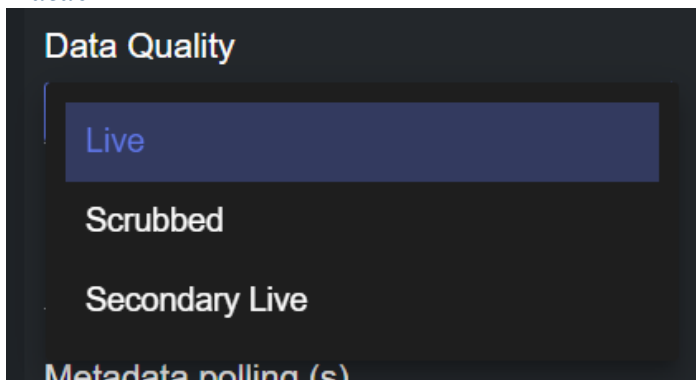 Data Quality
Live
Scrubbed
Secondary Live
Metadata polling (s)